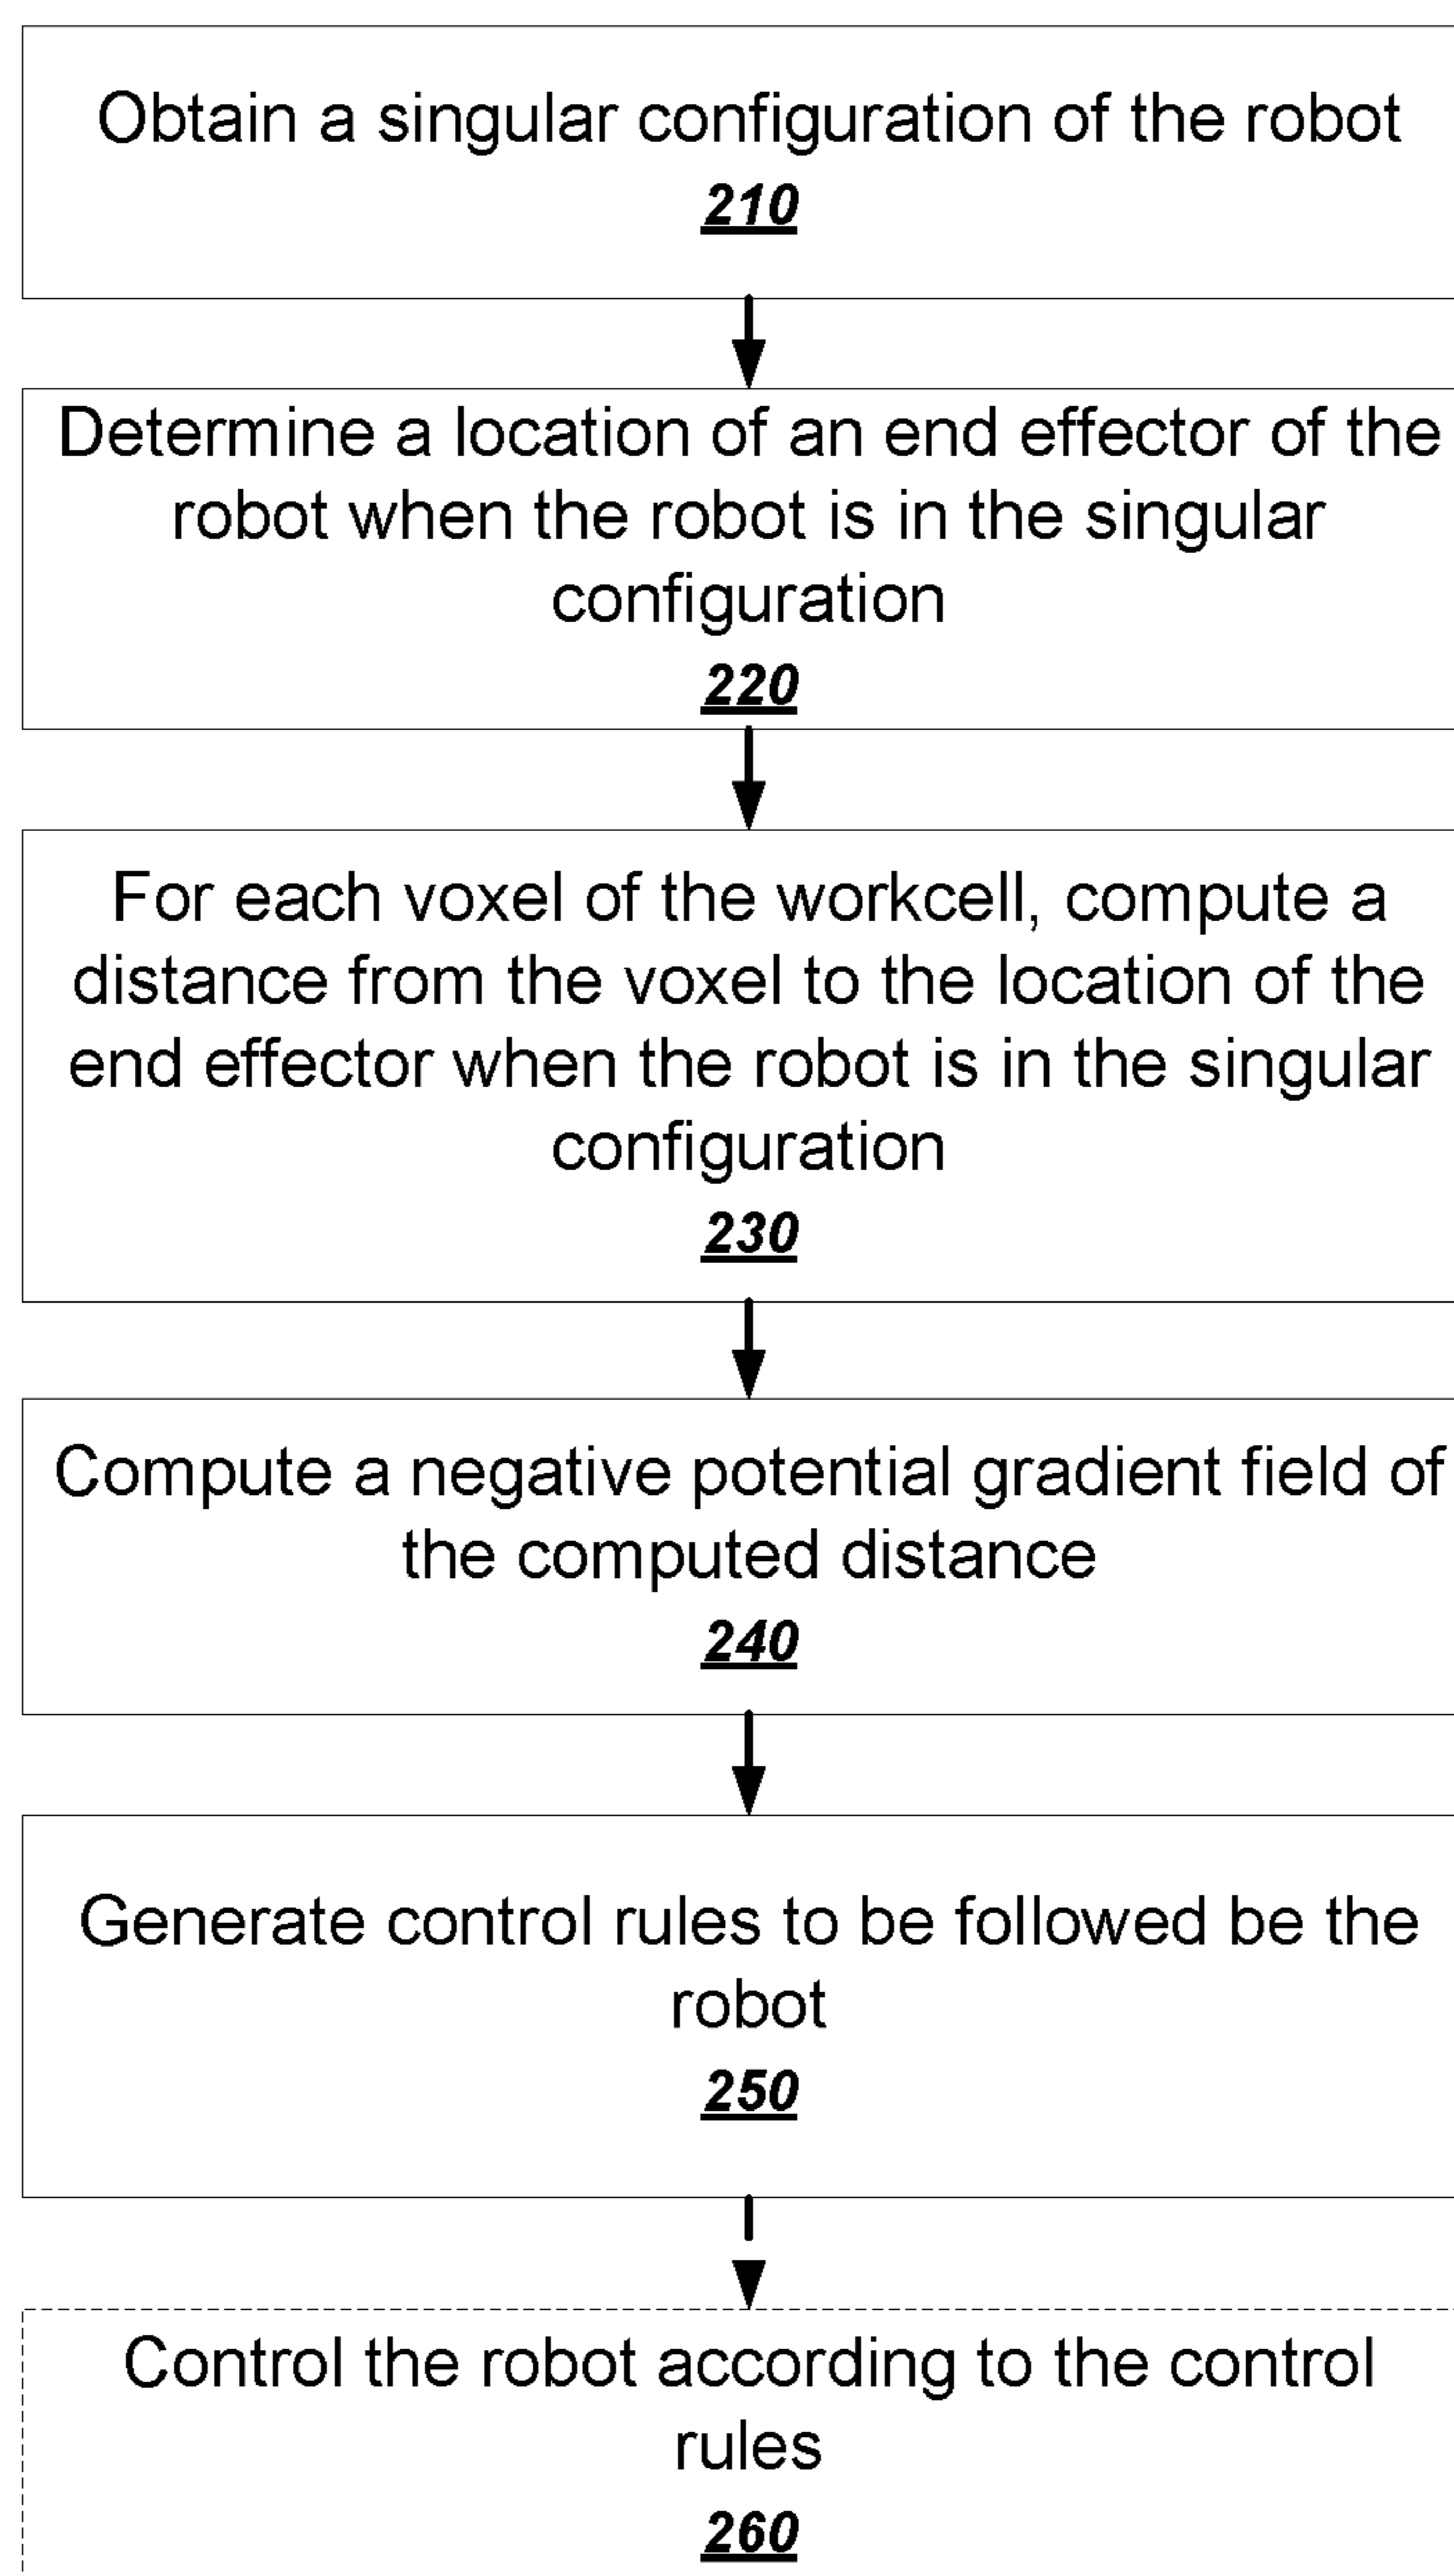 Obtain a singular configuration of the robot
210
Determine a location of an end effector of the
robot when the robot is in the singular
configuration
220
For each voxel of the workcell, compute a
distance from the voxel to the location of the
end effector when the robot is in the singular
configuration
230
Compute a negative potential gradient field of
the computed distance
240
Generate control rules to be followed be the
robot
250
Control the robot according to the control
rules
260